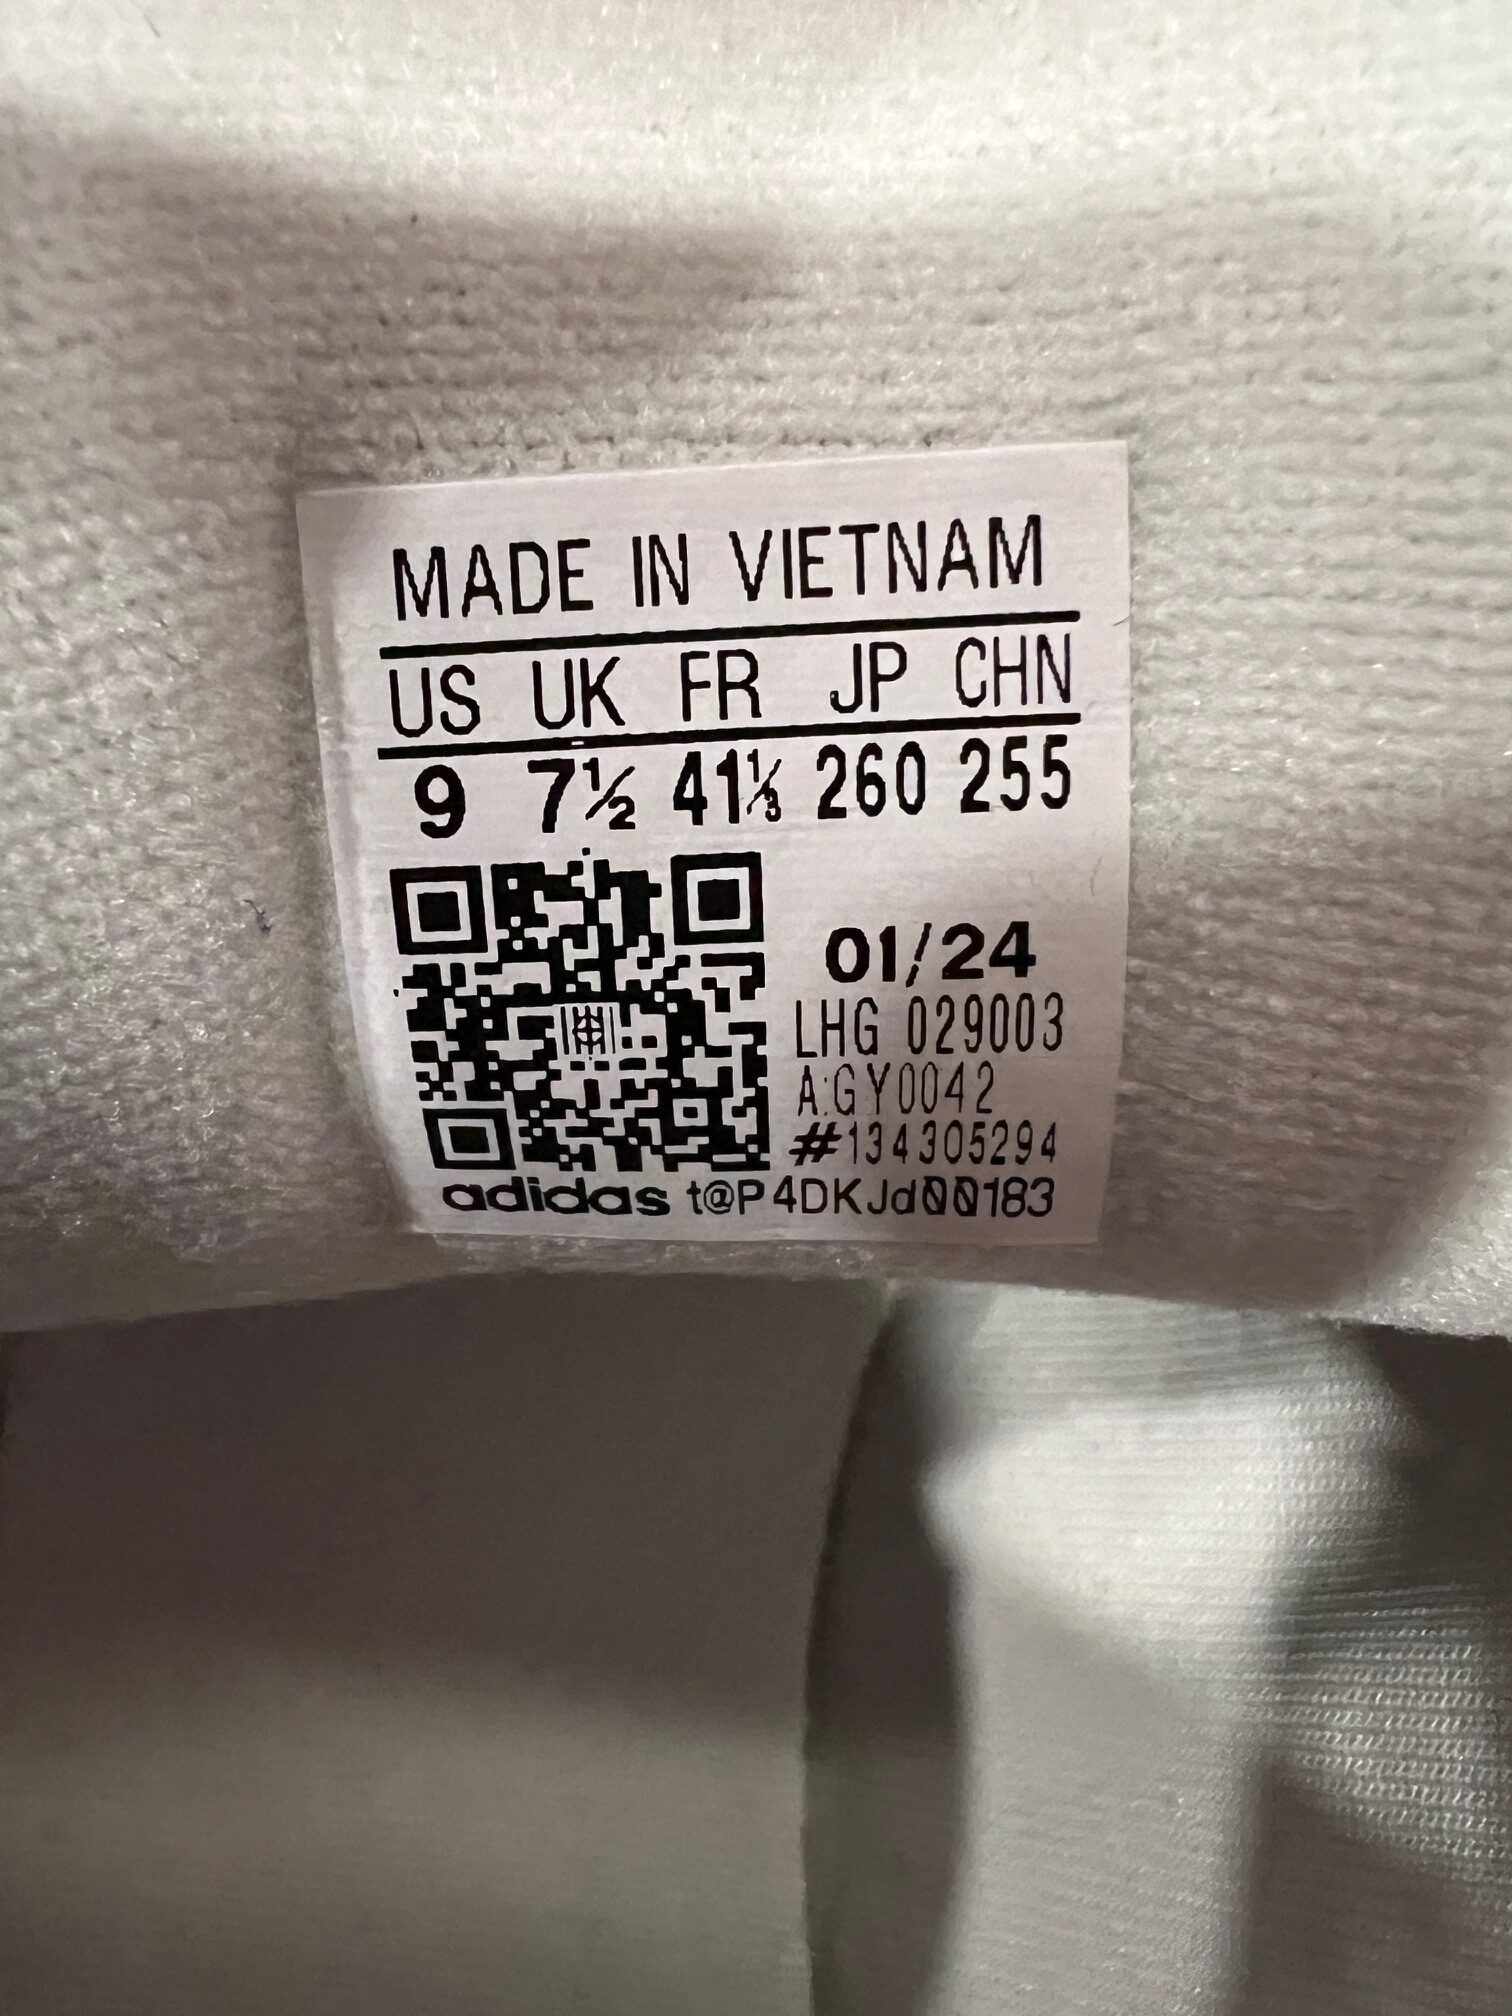 MADE IN VIETNAM
US UK FR JP CHN
9 7½ 41⅓ 260 255
01/24
LHG 029003
A:GY0042
#134305294
adidas t@P4DKJd00183